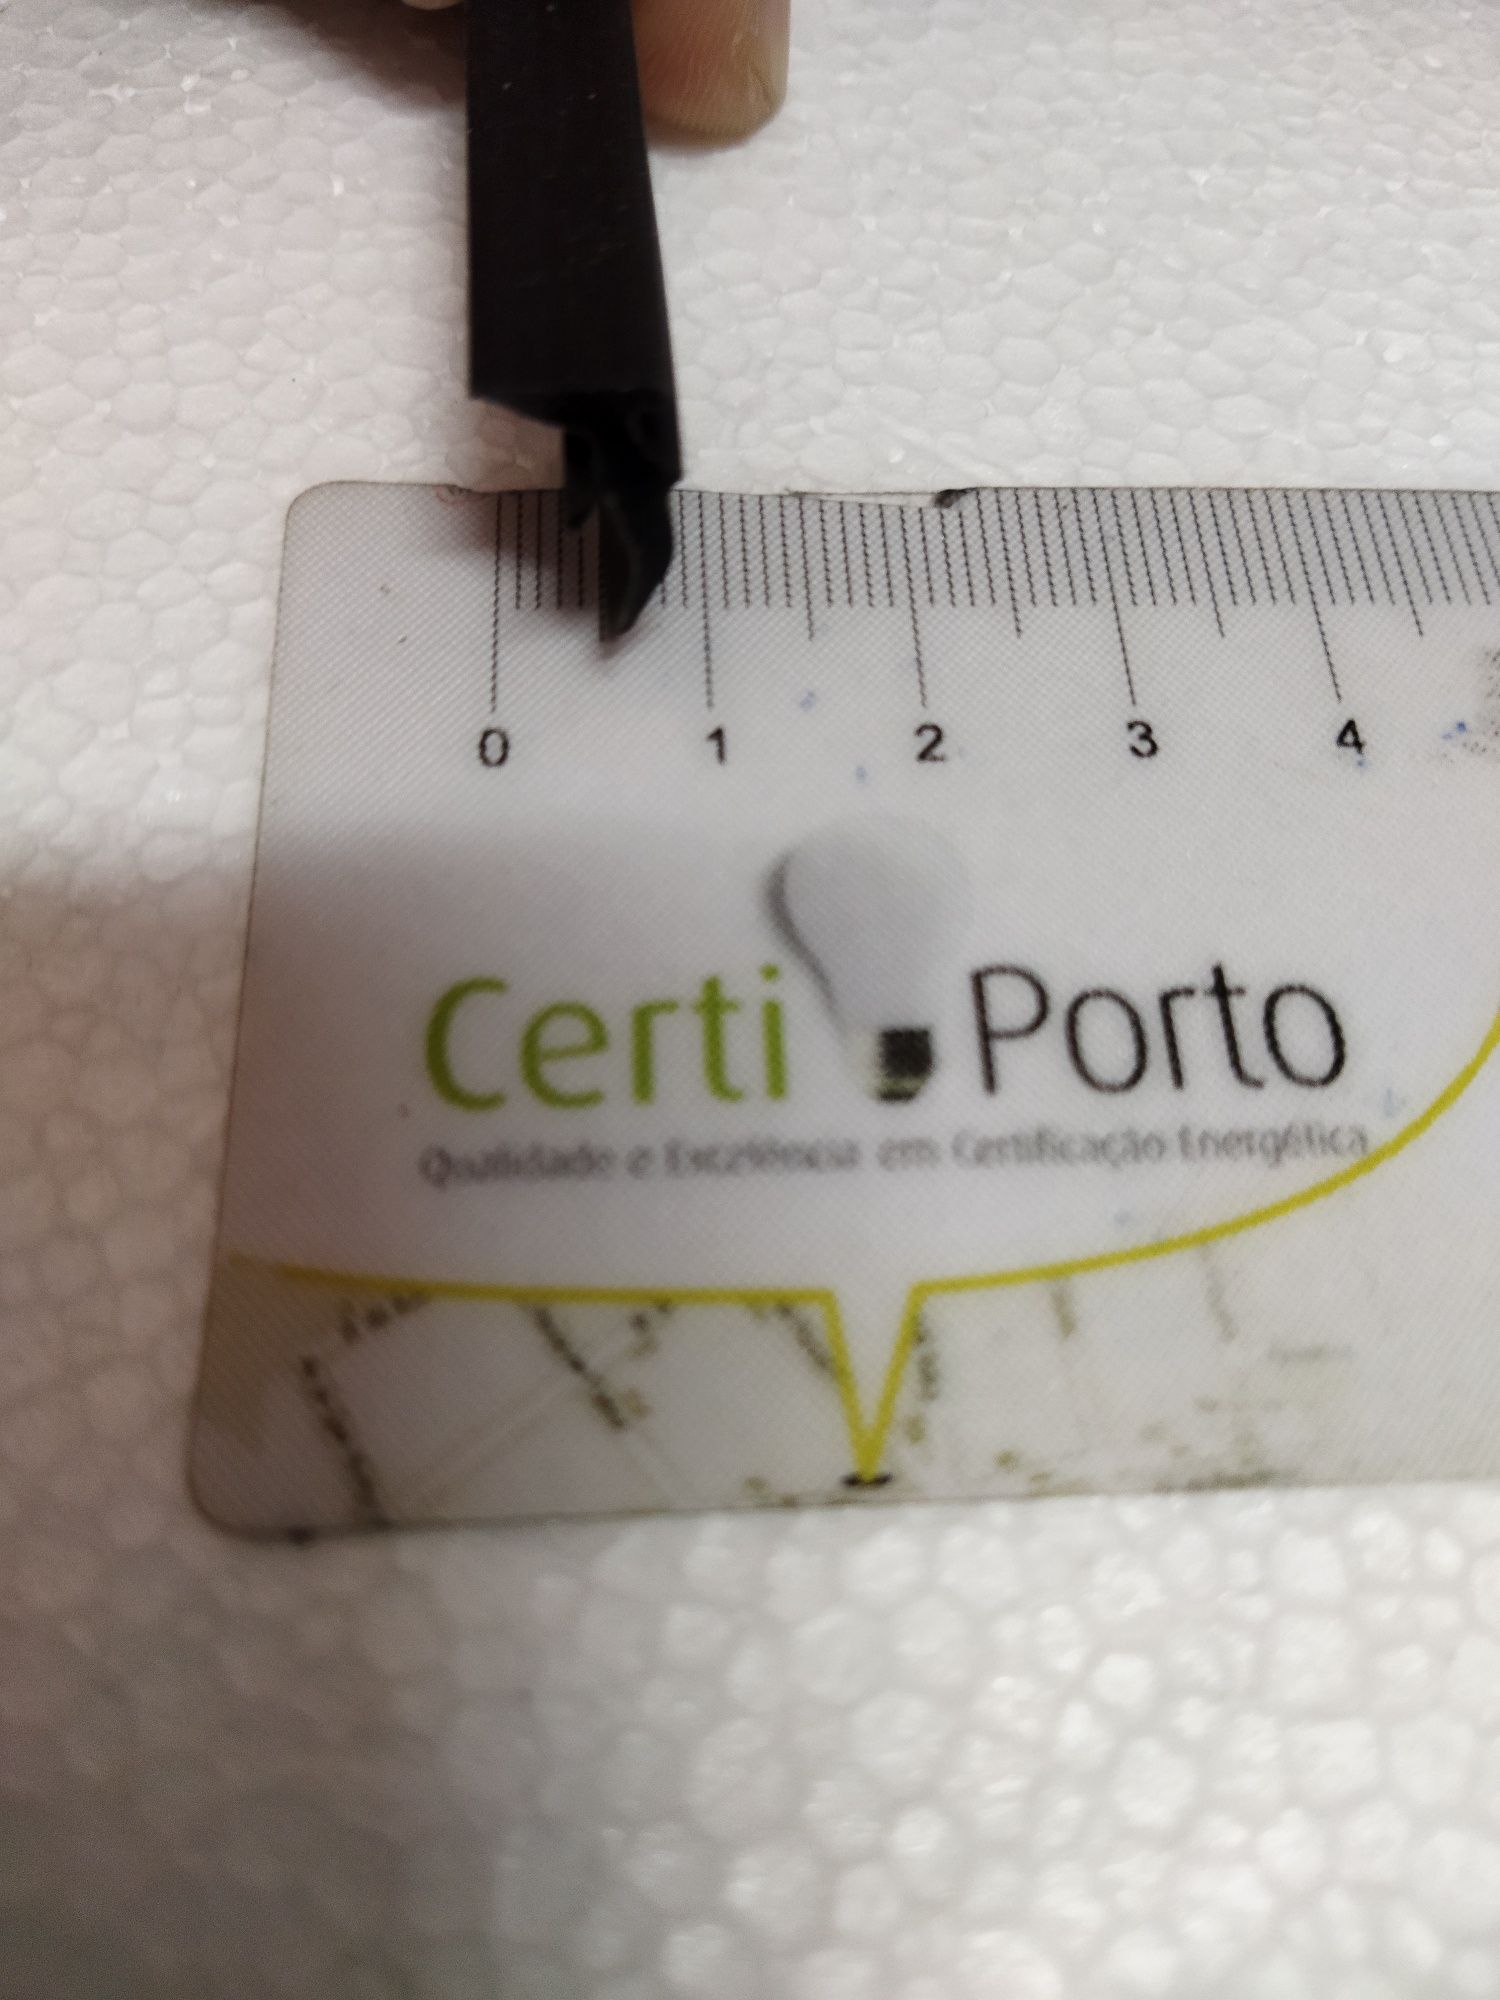 0 1 2 3 4
Certi Porto
Qualidade e Excelência em Certificação Energética